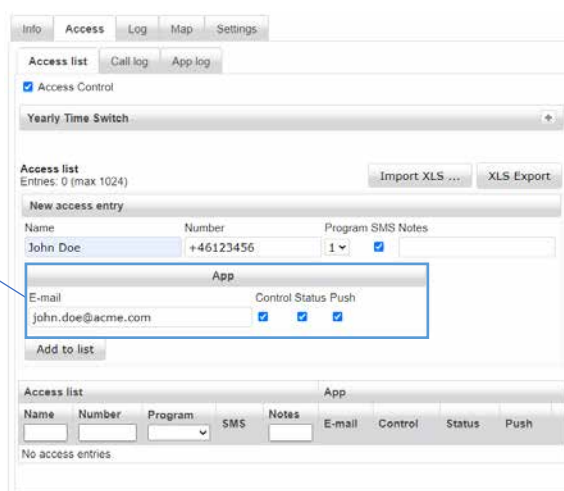 Info Access Log Map Settings
Access list Call log App log
Access Control
Yearly Time Switch +
Access list
Entries: 0 (max 1024) Import XLS ... XLS Export
New access entry
Name Number Program SMS Notes
John Doe +46123456 1
App
E-mail Control Status Push
john.doe@acme.com
Add to list
Access list App
Name Number Program SMS Notes E-mail Control Status Push
No access entries